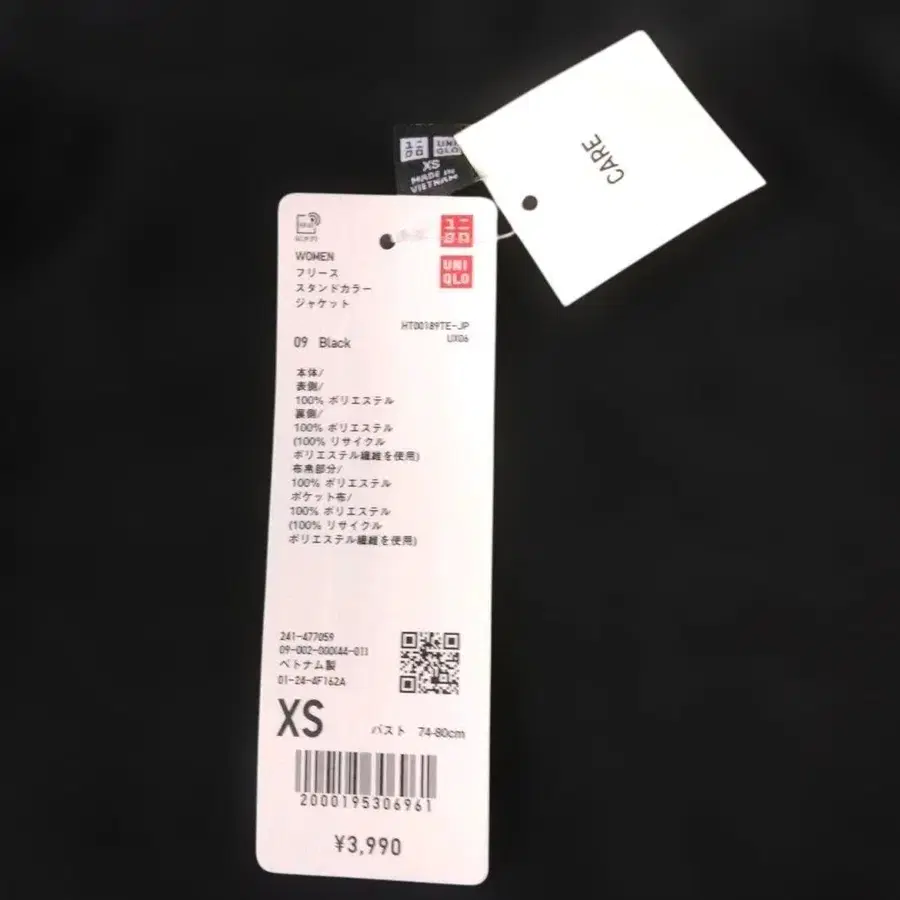 ユニ
クロ
UNI
QLO
XS
MADE IN
VIETNAM
CARE
WOMEN
フリース
スタンドカラー
ジャケット
ユニ
クロ
UNI
QLO
HT00189TE-JP
UX06
09 Black
本体/
表側/
100% ポリエステル
裏側/
100% ポリエステル
(100% リサイクル
ポリエステル繊維を使用)
布帛部分/
100% ポリエステル
ポケット布/
100% ポリエステル
(100% リサイクル
ポリエステル繊維を使用)
241-477059
09-002-000(44-01)
ベトナム製
01-24-4F162A
XS
バスト 74-80cm
2000195306961
¥3,990